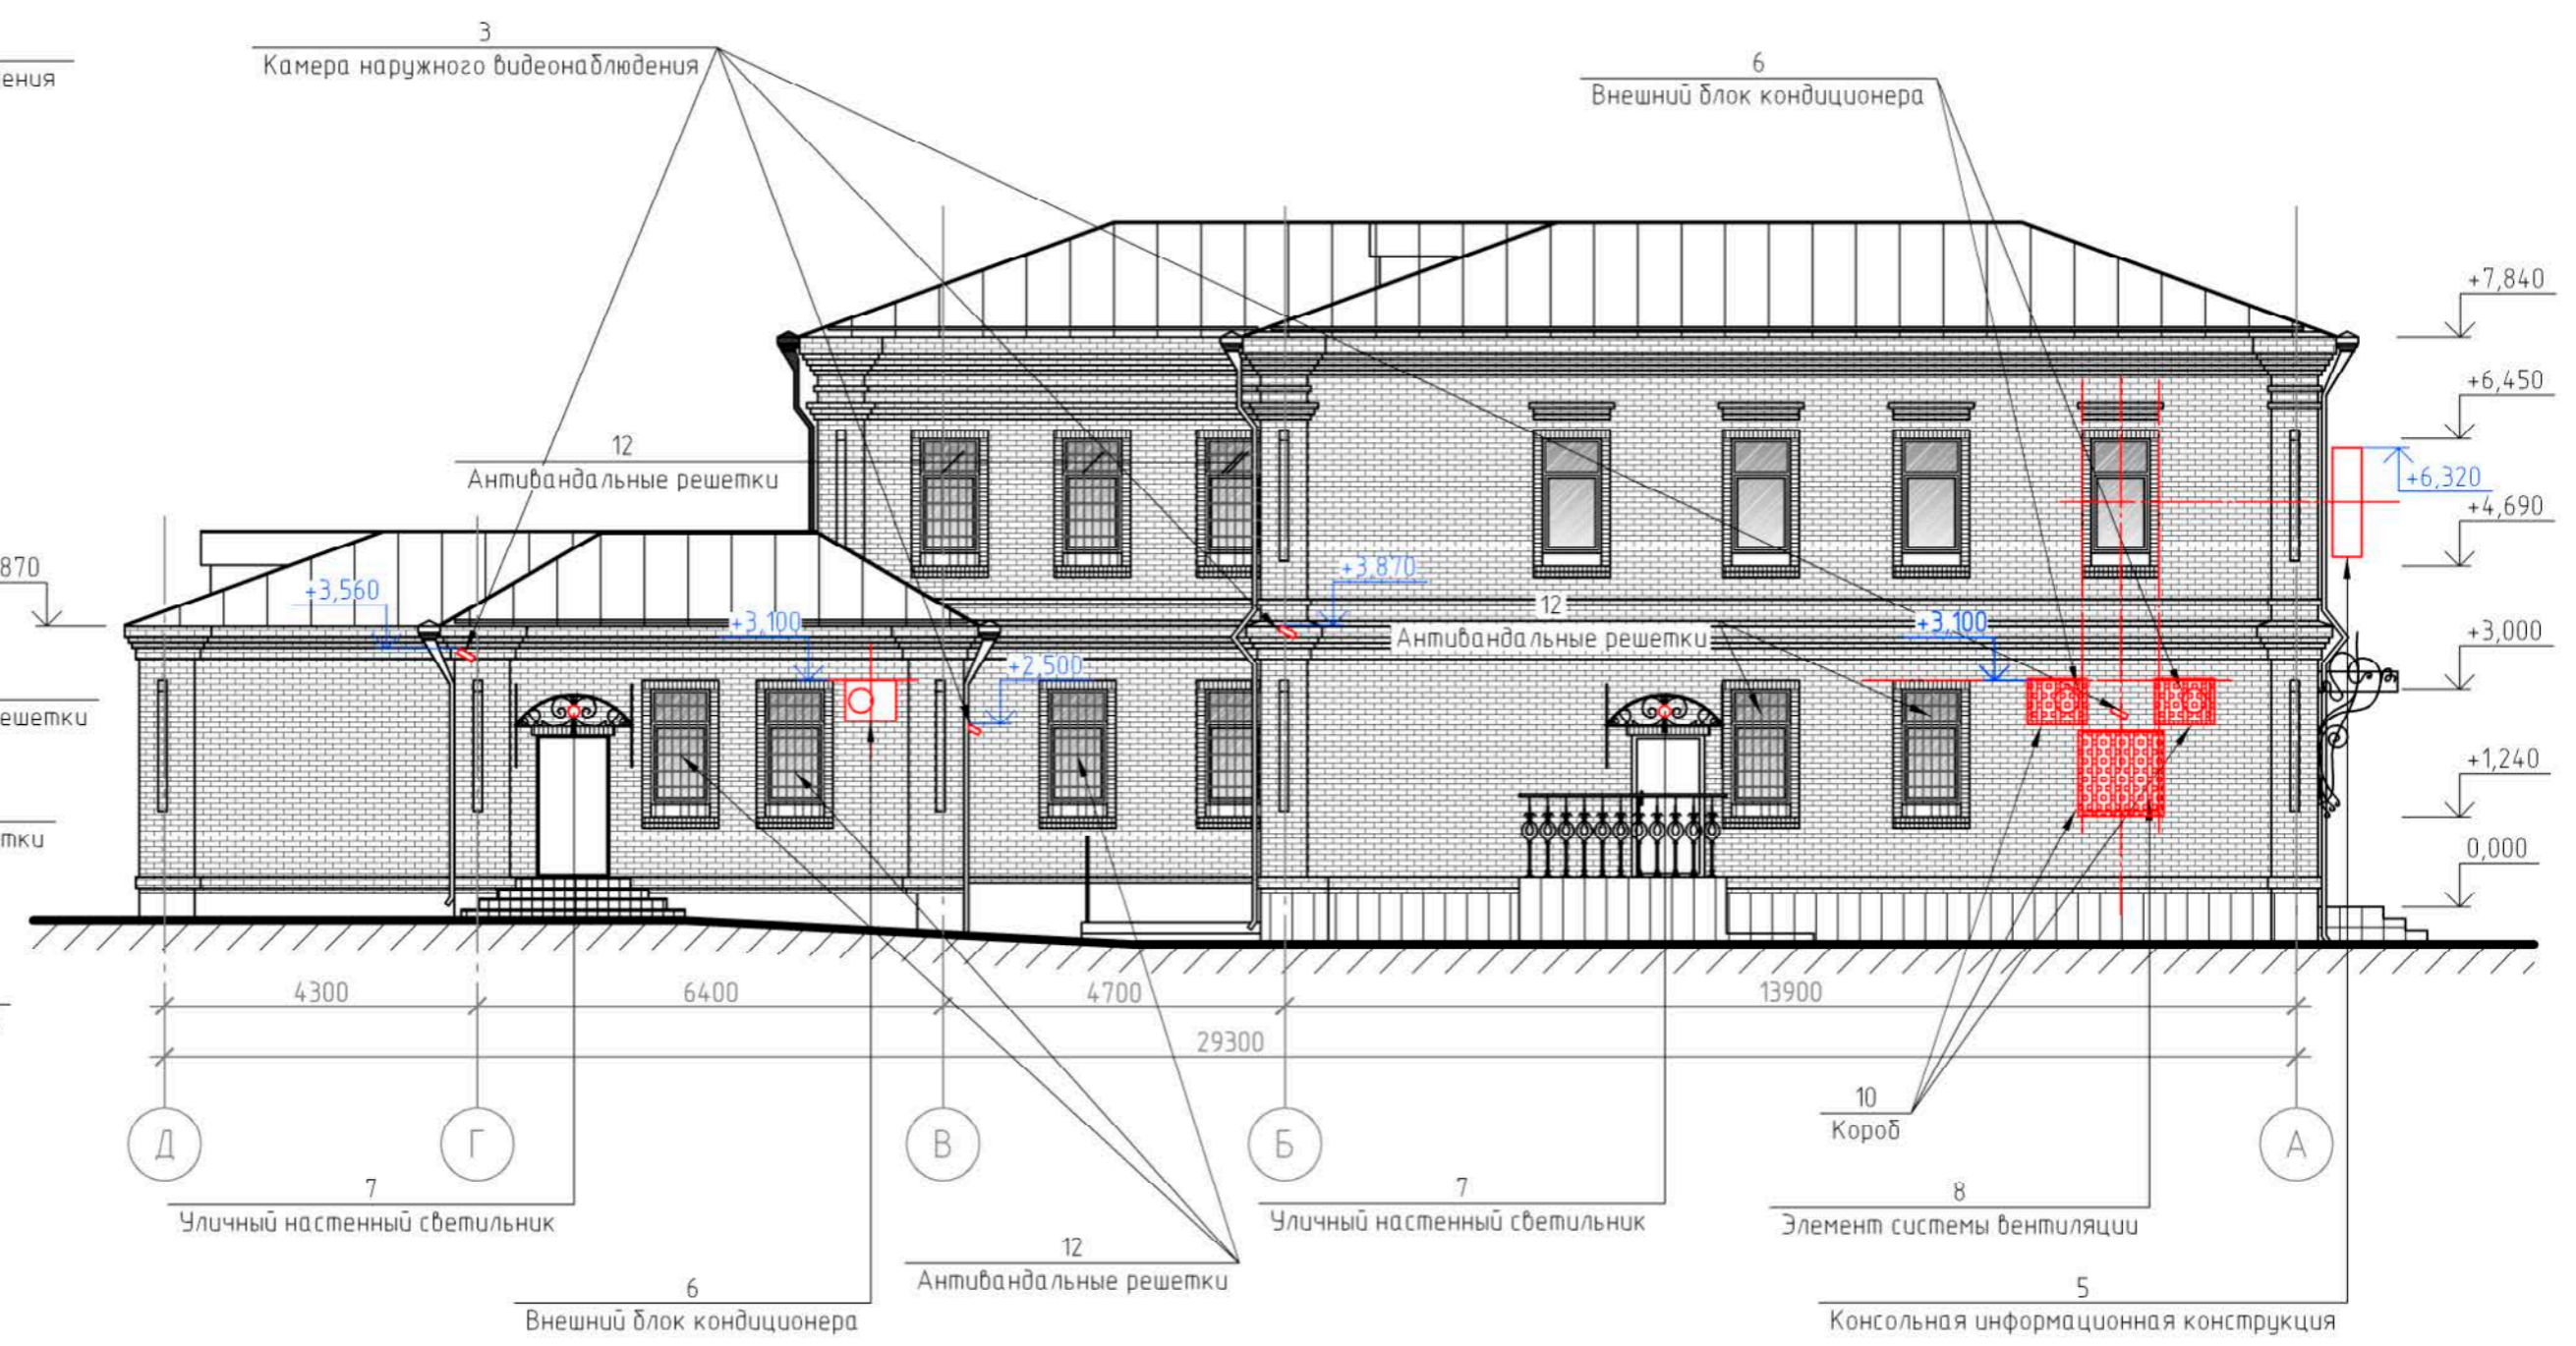 3
Камера наружного видеонаблюдения
6
Внешний блок кондиционера
ения
+7,840
+6,450
12
Антивандальные решетки
+6,320
+4,690
870
+3,560
+3,870
+3,100
12
Антивандальные решетки
+3,100
+3,000
+2,500
ешетки
+1,240
тки
0,000
4300
6400
4700
13900
29300
10
Короб
Д
Г
В
Б
А
7
Уличный настенный светильник
7
Уличный настенный светильник
8
Элемент системы вентиляции
12
Антивандальные решетки
6
Внешний блок кондиционера
5
Консольная информационная конструкция